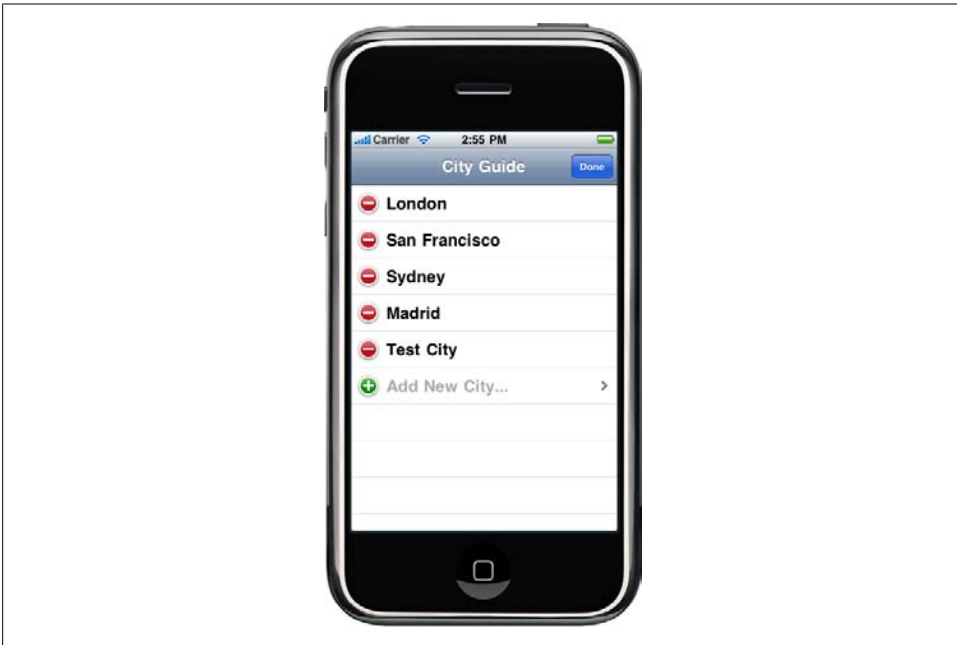 Carrier 2:55 PM
City Guide Done
London
San Francisco
Sydney
Madrid
Test City
Add New City...